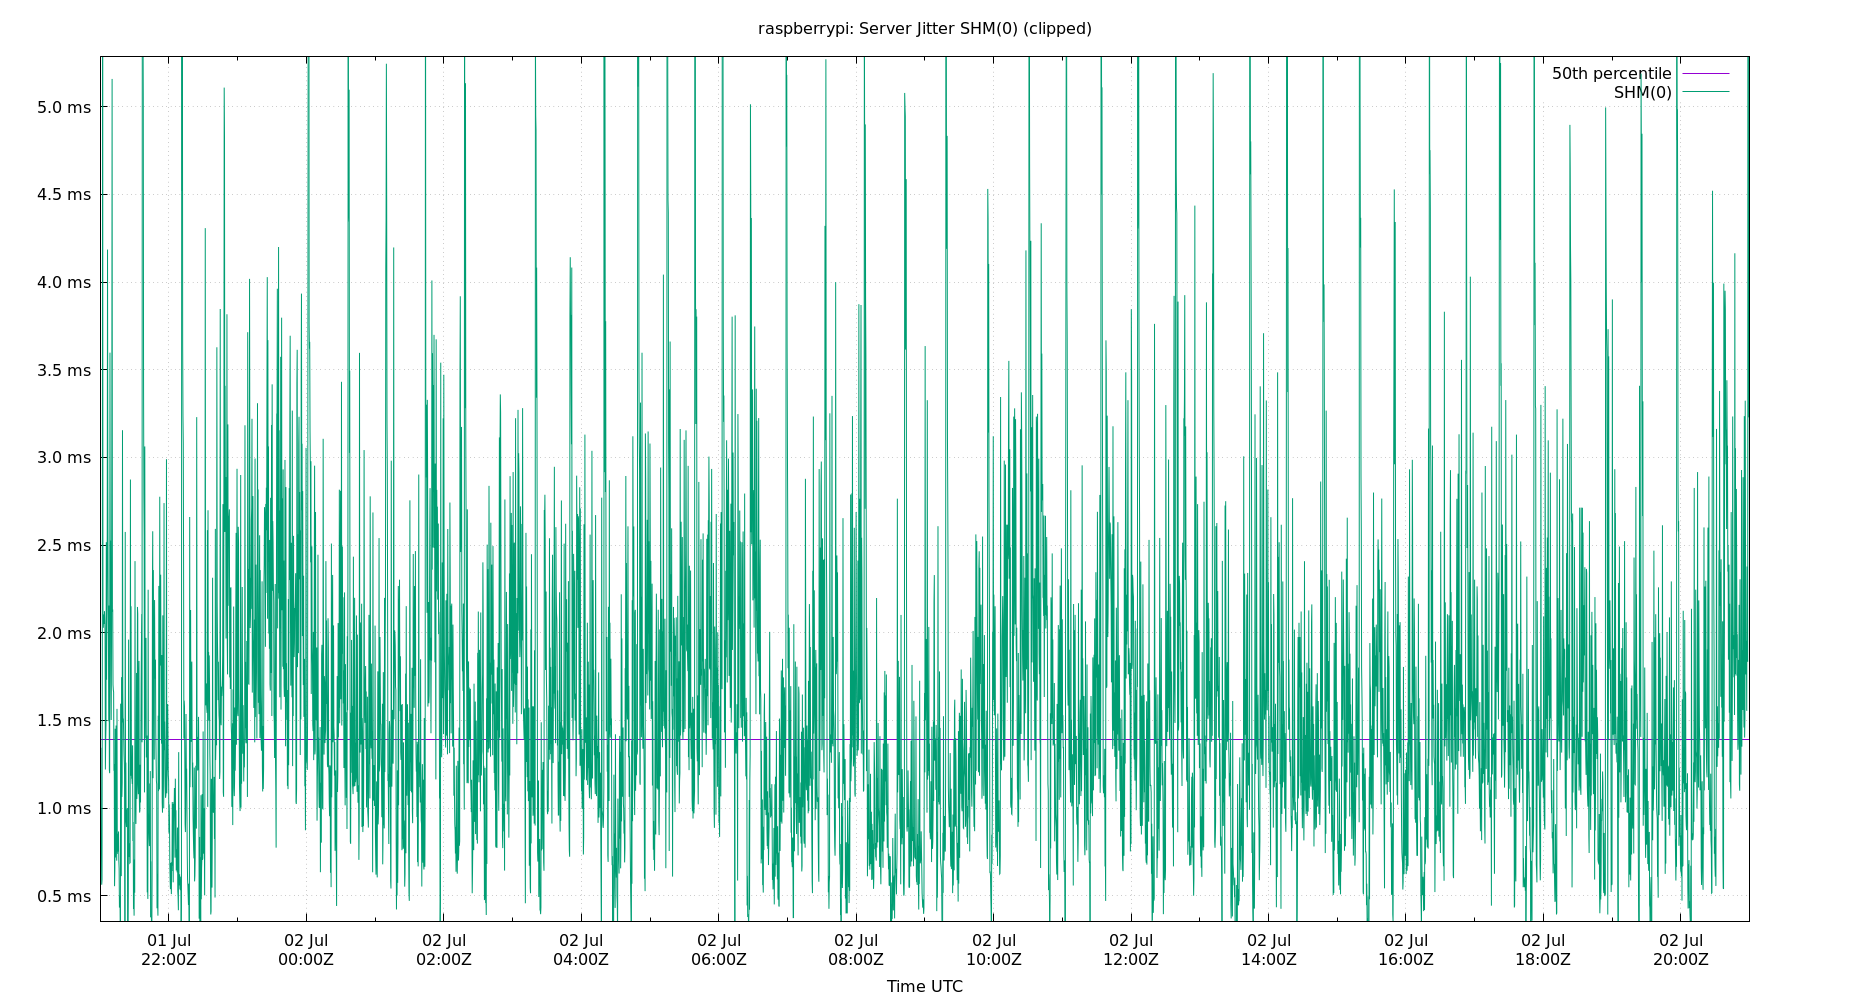 raspberrypi: Server Jitter SHM(0) (clipped)
50th percentile
SHM(0)
5.0 ms
4.5 ms
4.0 ms
3.5 ms
3.0 ms
2.5 ms
2.0 ms
1.5 ms
1.0 ms
0.5 ms
01 Jul 02 Jul 02 Jul 02 Jul 02 Jul 02 Jul 02 Jul 02 Jul 02 Jul 02 Jul 02 Jul 02 Jul
22:00Z 00:00Z 02:00Z 04:00Z 06:00Z 08:00Z 10:00Z 12:00Z 14:00Z 16:00Z 18:00Z 20:00Z
Time UTC